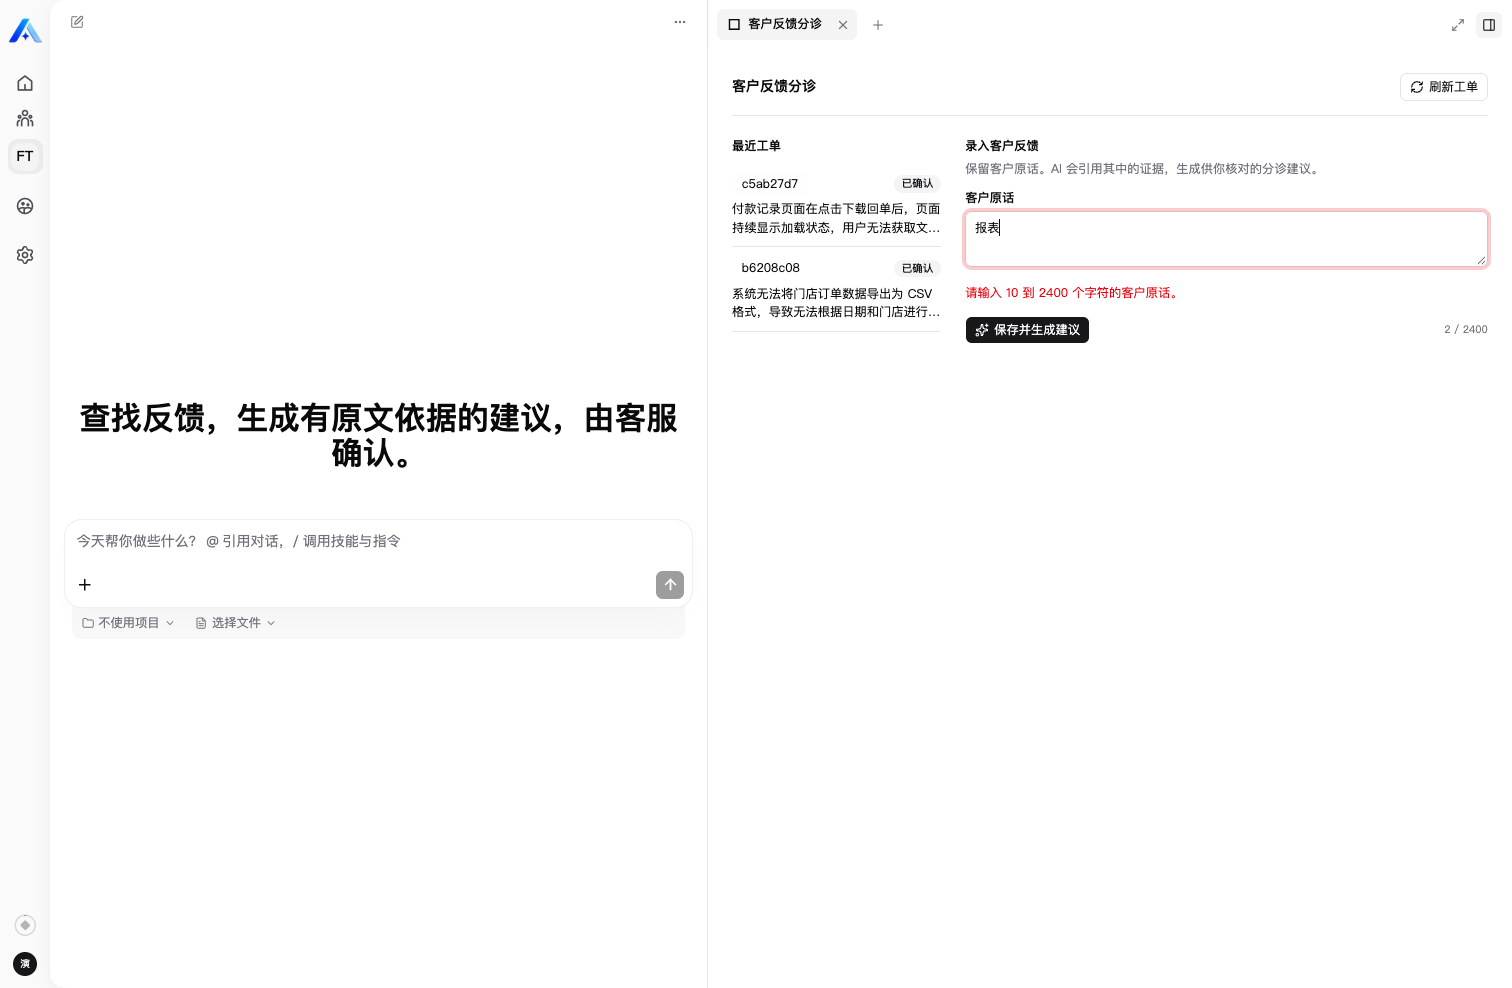 客户反馈分诊
客户反馈分诊
刷新工单
FT
最近工单
c5ab27d7
已确认
付款记录页面在点击下载回单后，页面
持续显示加载状态，用户无法获取文...
b6208c08
已确认
系统无法将门店订单数据导出为 CSV
格式，导致无法根据日期和门店进行...
录入客户反馈
保留客户原话。AI 会引用其中的证据，生成供你核对的分诊建议。
客户原话
报表
请输入 10 到 2400 个字符的客户原话。
保存并生成建议
2 / 2400
查找反馈，生成有原文依据的建议，由客服
确认。
今天帮你做些什么？ @ 引用对话，/ 调用技能与指令
不使用项目
选择文件
演